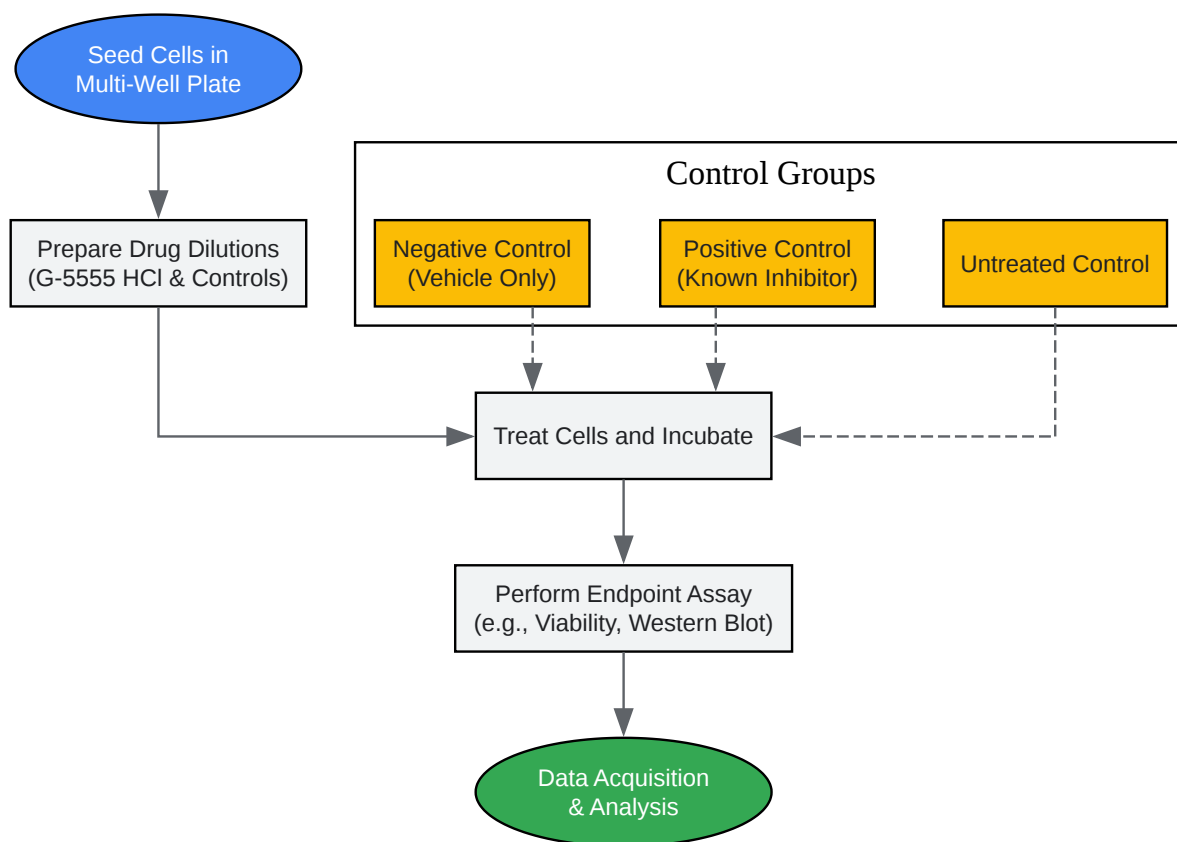 Seed Cells in
Multi-Well Plate
Control Groups
Prepare Drug Dilutions
(G-5555 HCl & Controls)
Negative Control
(Vehicle Only)
Positive Control
(Known Inhibitor)
Untreated Control
Treat Cells and Incubate
Perform Endpoint Assay
(e.g., Viability, Western Blot)
Data Acquisition
& Analysis